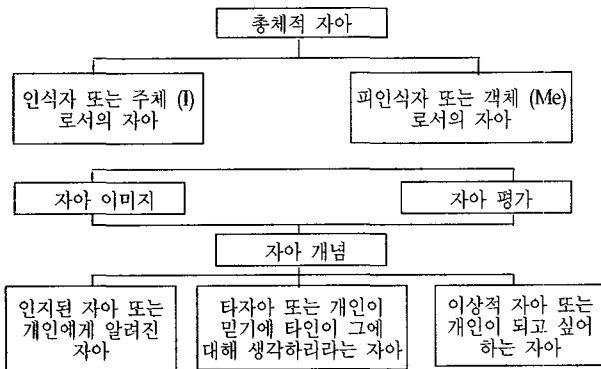 총체적 자아
인식자 또는 주체 (I)
로서의 자아
피인식자 또는 객체 (Me)
로서의 자아
자아 이미지
자아 평가
자아 개념
인지된 자아 또는
개인에게 알려진
자아
타자아 또는 개인이
믿기에 타인이 그에
대해 생각하리라는 자아
이상적 자아 또는
개인이 되고 싶어
하는 자아